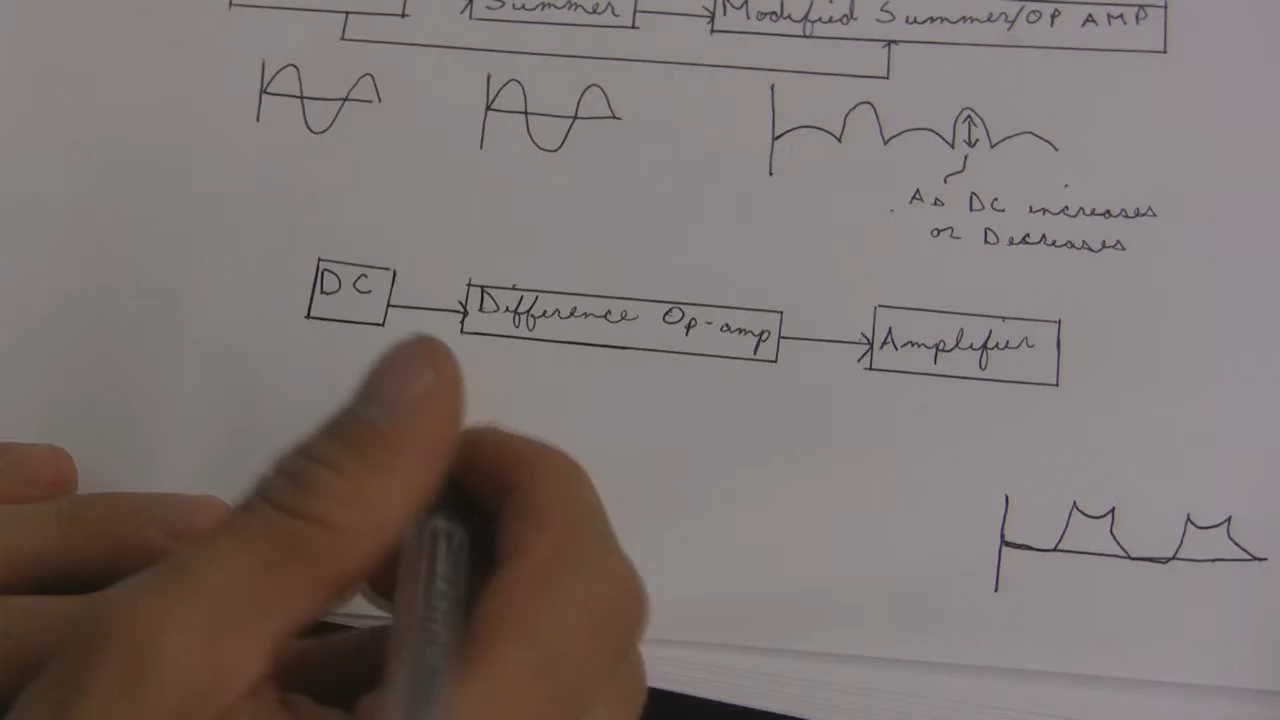 Summer
Modified Summer/OP AMP
As DC increases
or Decreases
DC
Difference Op-amp
Amplifier